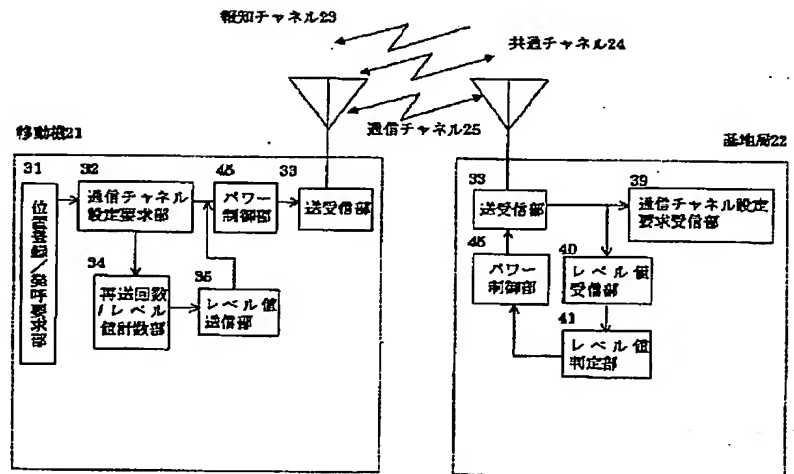 報知チャネル23
共通チャネル24
通信チャネル25
移動機21
基地局22
31
位置登録/発呼要求部
32
通信チャネル
設定要求部
45
パワー
制御部
33
送受信部
34
再送回数
/レベル
値計数部
35
レベル値
送信部
33
送受信部
39
通信チャネル設定
要求受信部
45
パワー
制御部
40
レベル値
受信部
41
レベル値
判定部